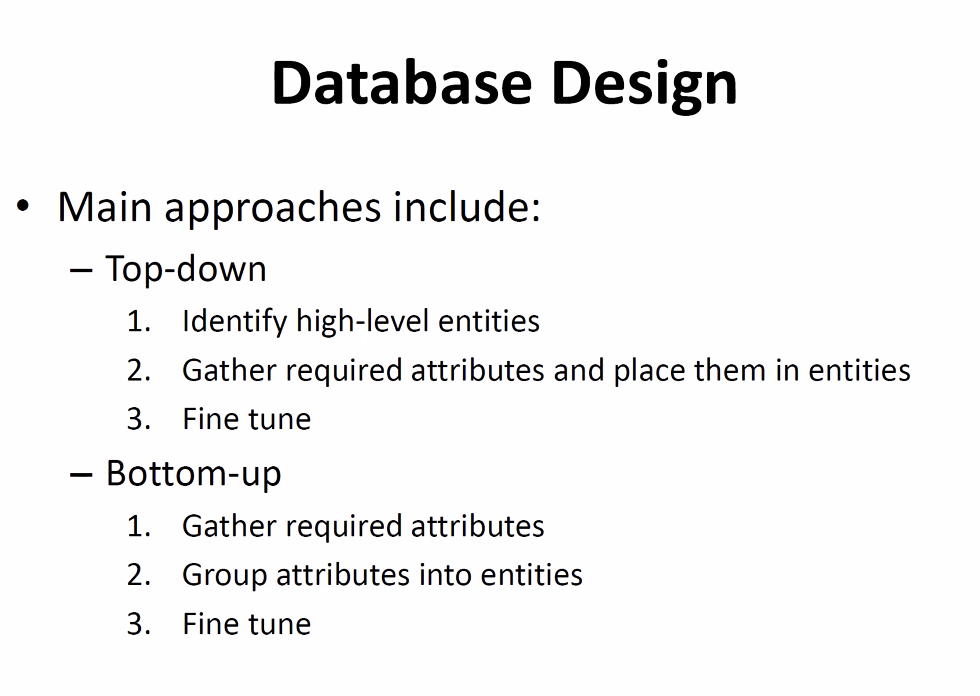 Database Design
• Main approaches include:
– Top-down
1. Identify high-level entities
2. Gather required attributes and place them in entities
3. Fine tune
– Bottom-up
1. Gather required attributes
2. Group attributes into entities
3. Fine tune